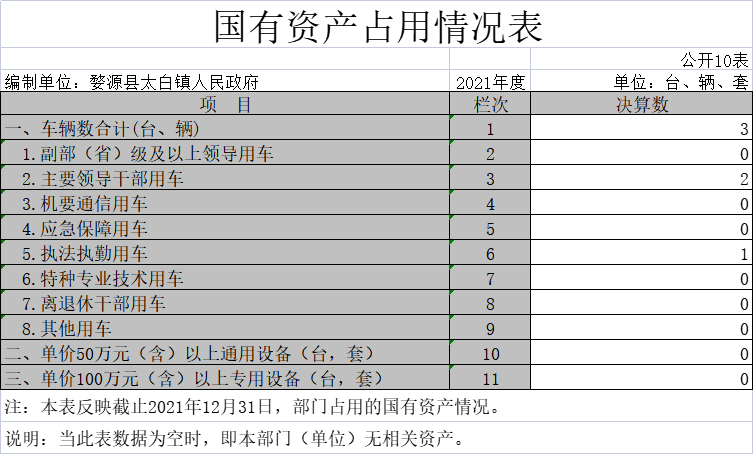 国有资产占用情况表
公开10表
编制单位：婺源县太白镇人民政府 2021年度 单位：台、辆、套
项 目 栏次 决算数
一、车辆数合计(台、辆) 1 3
1.副部（省）级及以上领导用车 2 0
2.主要领导干部用车 3 2
3.机要通信用车 4 0
4.应急保障用车 5 0
5.执法执勤用车 6 1
6.特种专业技术用车 7 0
7.离退休干部用车 8 0
8.其他用车 9 0
二、单价50万元（含）以上通用设备（台，套） 10 0
三、单价100万元（含）以上专用设备（台，套） 11 0
注：本表反映截止2021年12月31日，部门占用的国有资产情况。
说明：当此表数据为空时，即本部门（单位）无相关资产。